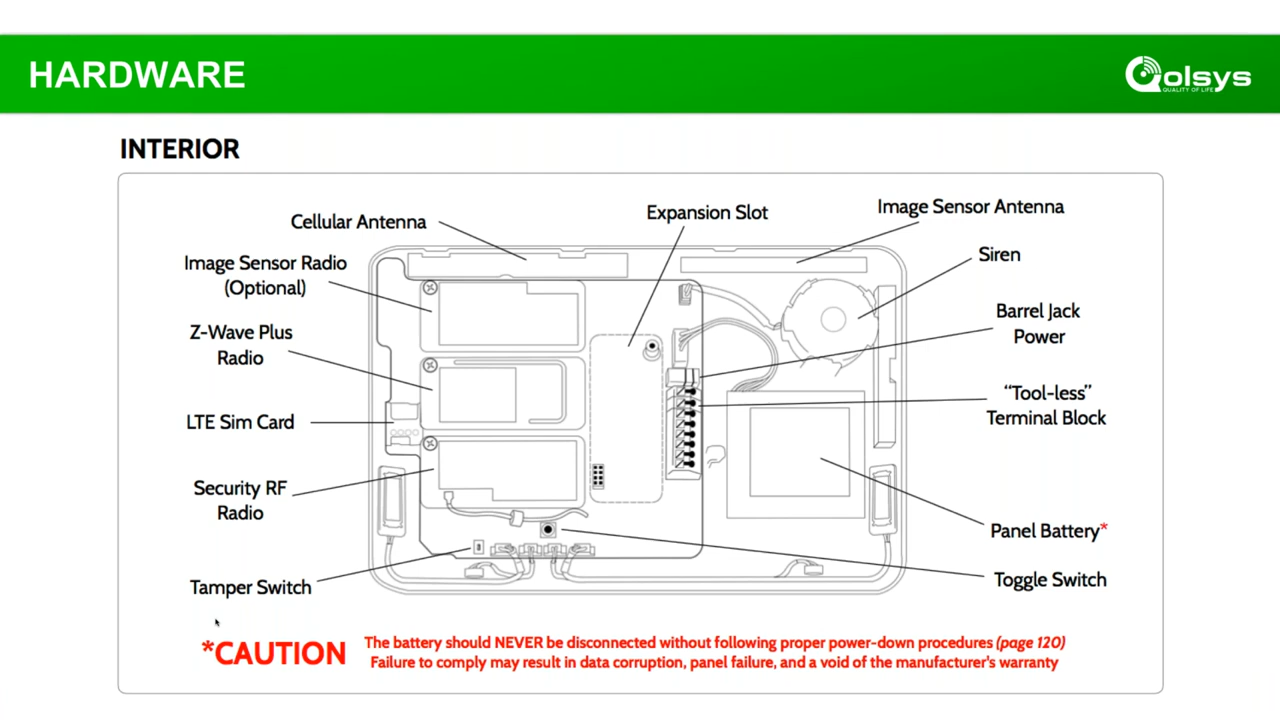 HARDWARE
Qolsys
QUALITY OF LIFE
INTERIOR
Cellular Antenna
Expansion Slot
Image Sensor Antenna
Image Sensor Radio
(Optional)
Siren
Z-Wave Plus
Radio
Barrel Jack
Power
LTE Sim Card
“Tool-less”
Terminal Block
Security RF
Radio
Panel Battery*
Tamper Switch
Toggle Switch
*CAUTION
The battery should NEVER be disconnected without following proper power-down procedures (page 120)
Failure to comply may result in data corruption, panel failure, and a void of the manufacturer's warranty